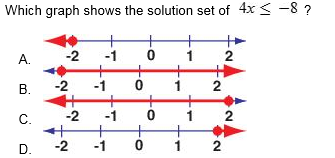 Which graph shows the solution set of 4x ≤ -8 ?
A. -2 -1 0 1 2
B. -2 -1 0 1 2
C. -2 -1 0 1 2
D. -2 -1 0 1 2